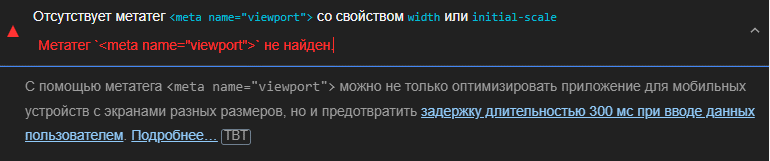 Отсутствует метатег <meta name="viewport"> со свойством width или initial-scale
Метатег `<meta name="viewport">` не найден.
С помощью метатега <meta name="viewport"> можно не только оптимизировать приложение для мобильных
устройств с экранами разных размеров, но и предотвратить задержку длительностью 300 мс при вводе данных
пользователем. Подробнее… TBT